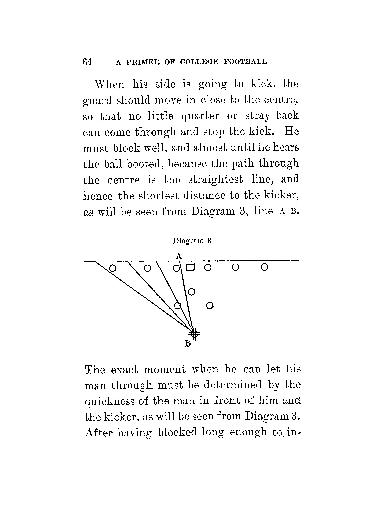 64 A PRIMER OF COLLEGE FOOTBALL
When his side is going to kick, the
guard should move in close to the centre,
so that no little quarter or stray back
can come through and stop the kick. He
must block well, and almost until he hears
the ball booted, because the path through
the centre is the straightest line, and
hence the shortest distance to the kicker,
as will be seen from Diagram 3, line A B.
Diagram 3
A
B
The exact moment when he can let his
man through must be determined by the
quickness of the man in front of him and
the kicker, as will be seen from Diagram 3.
After having blocked long enough to in-